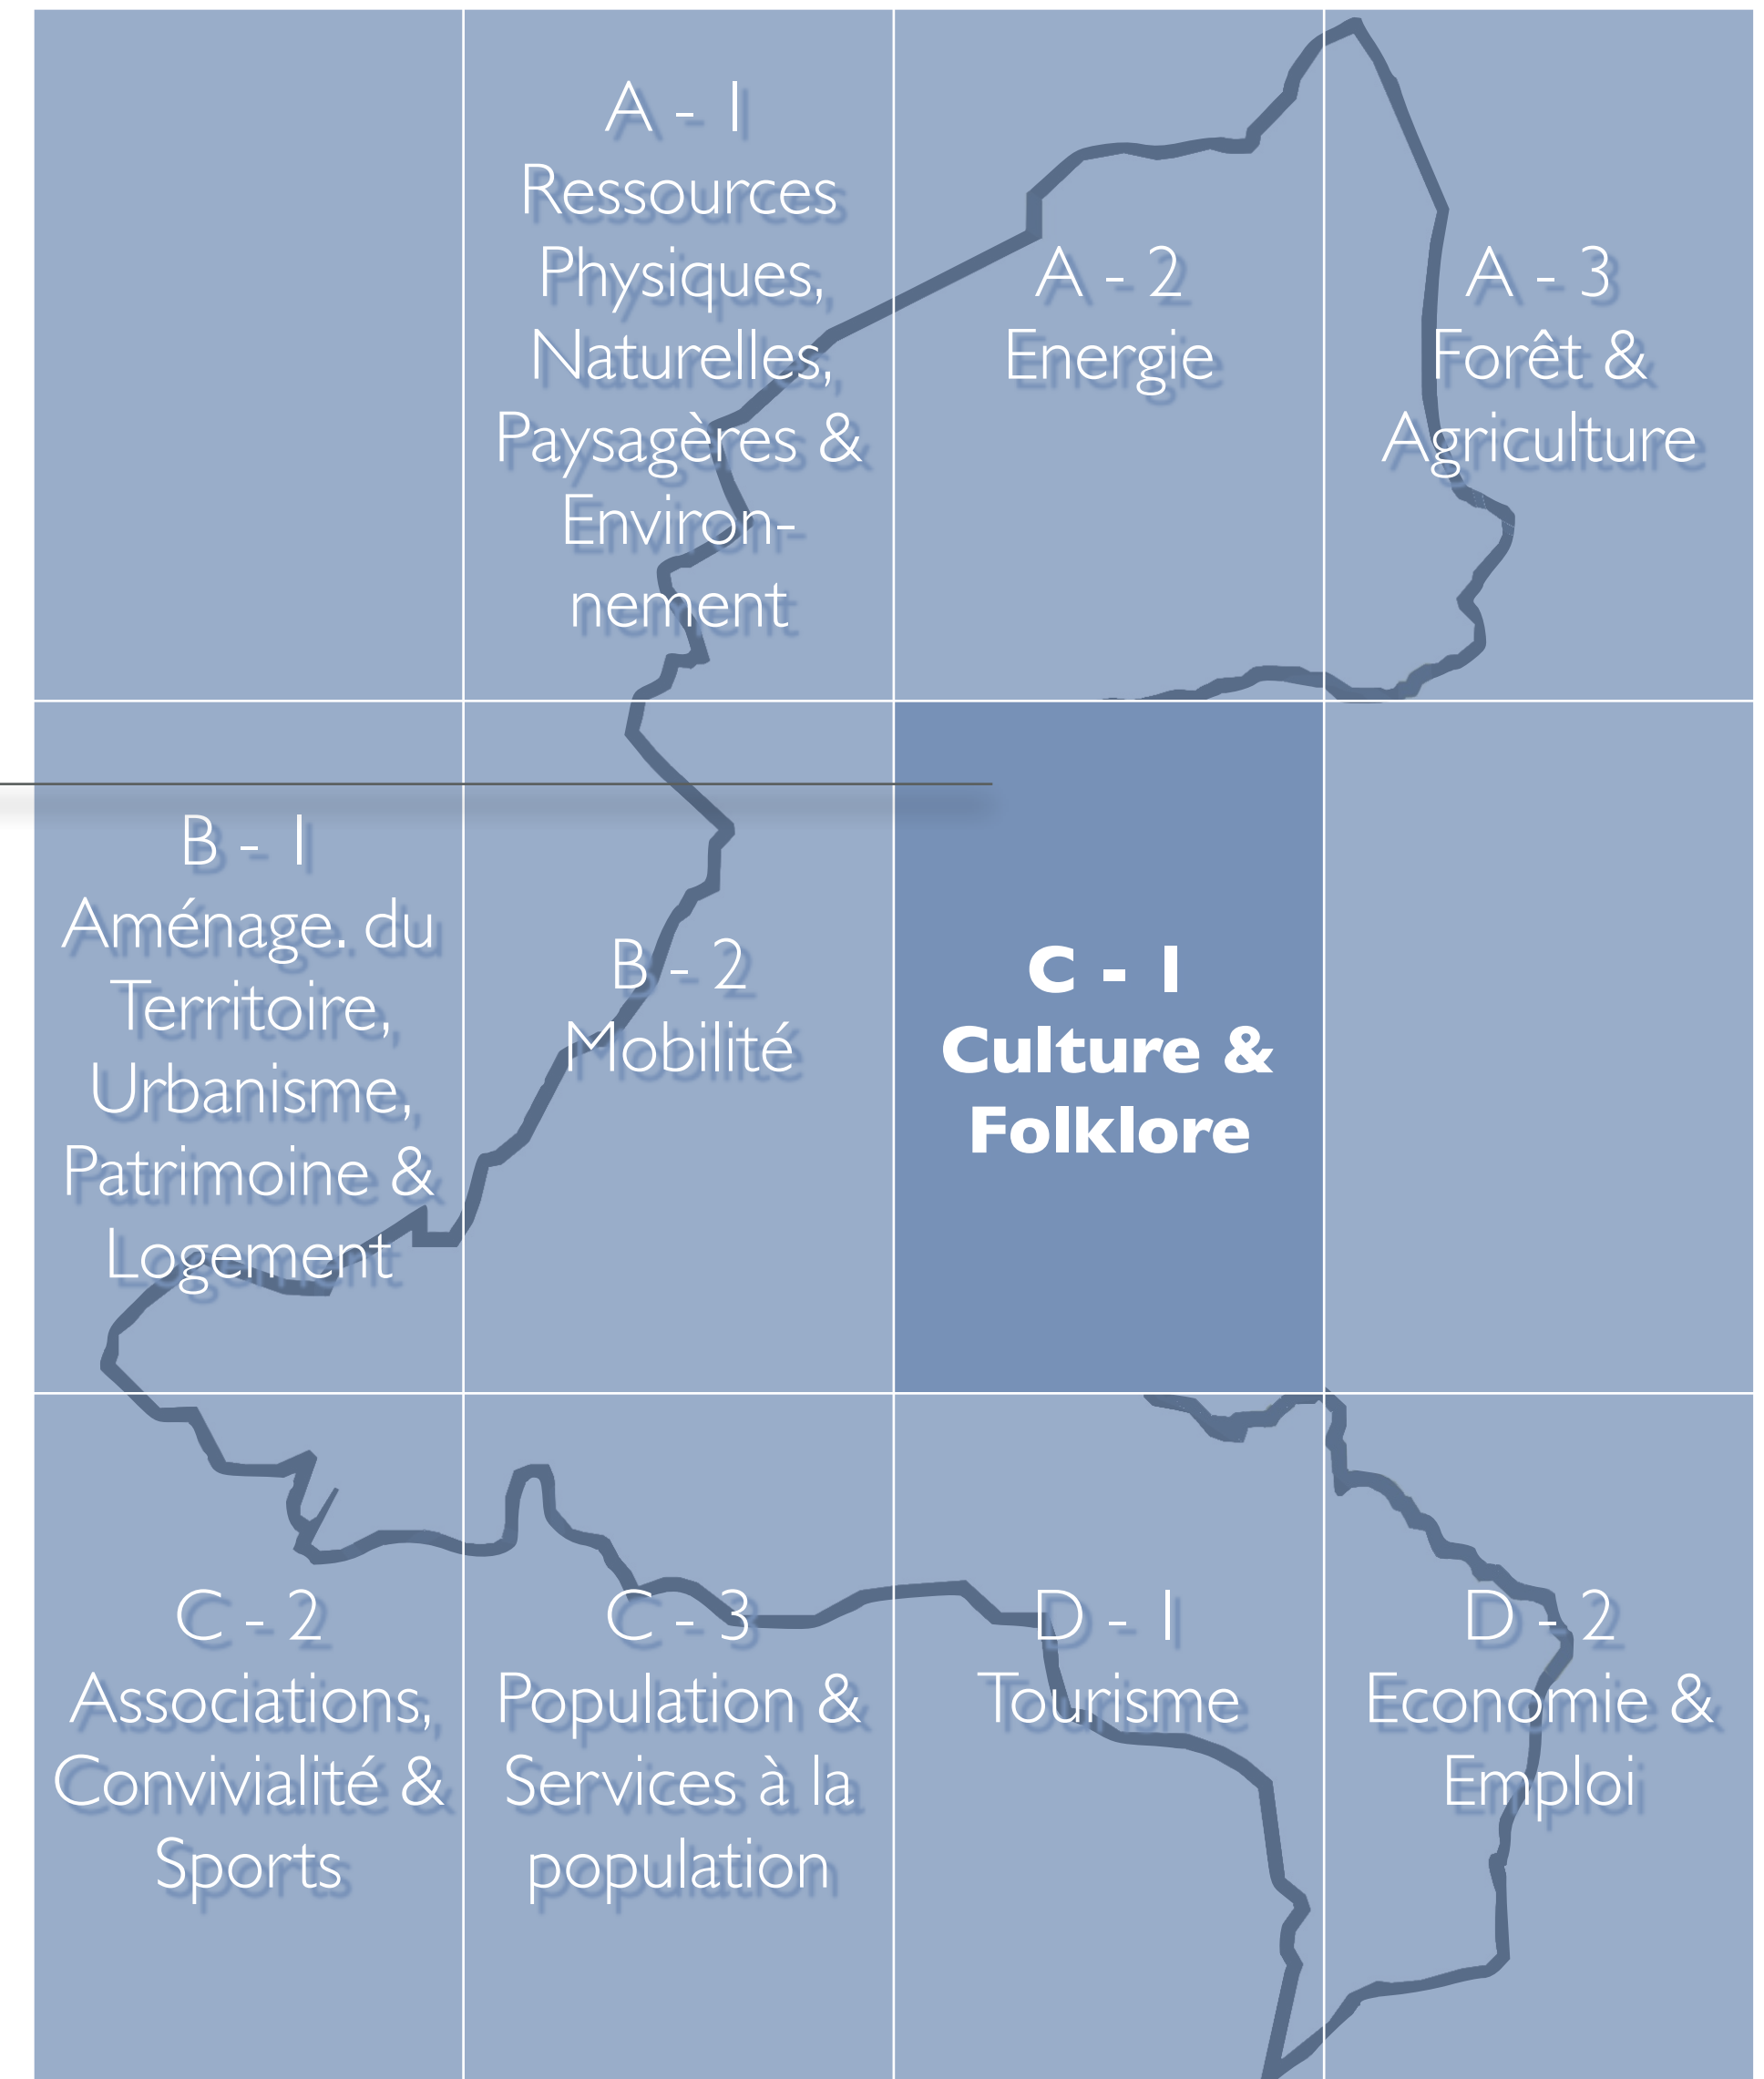 A - 1
Ressources
Physiques,
Naturelles,
Paysagères &
Environ-
nement
A - 2
Energie
A - 3
Forêt &
Agriculture
B - 1
Aménage. du
Territoire,
Urbanisme,
Patrimoine &
Logement
B - 2
Mobilité
C - 1
Culture &
Folklore
C - 2
Associations,
Convivialité &
Sports
C - 3
Population &
Services à la
population
D - 1
Tourisme
D - 2
Economie &
Emploi